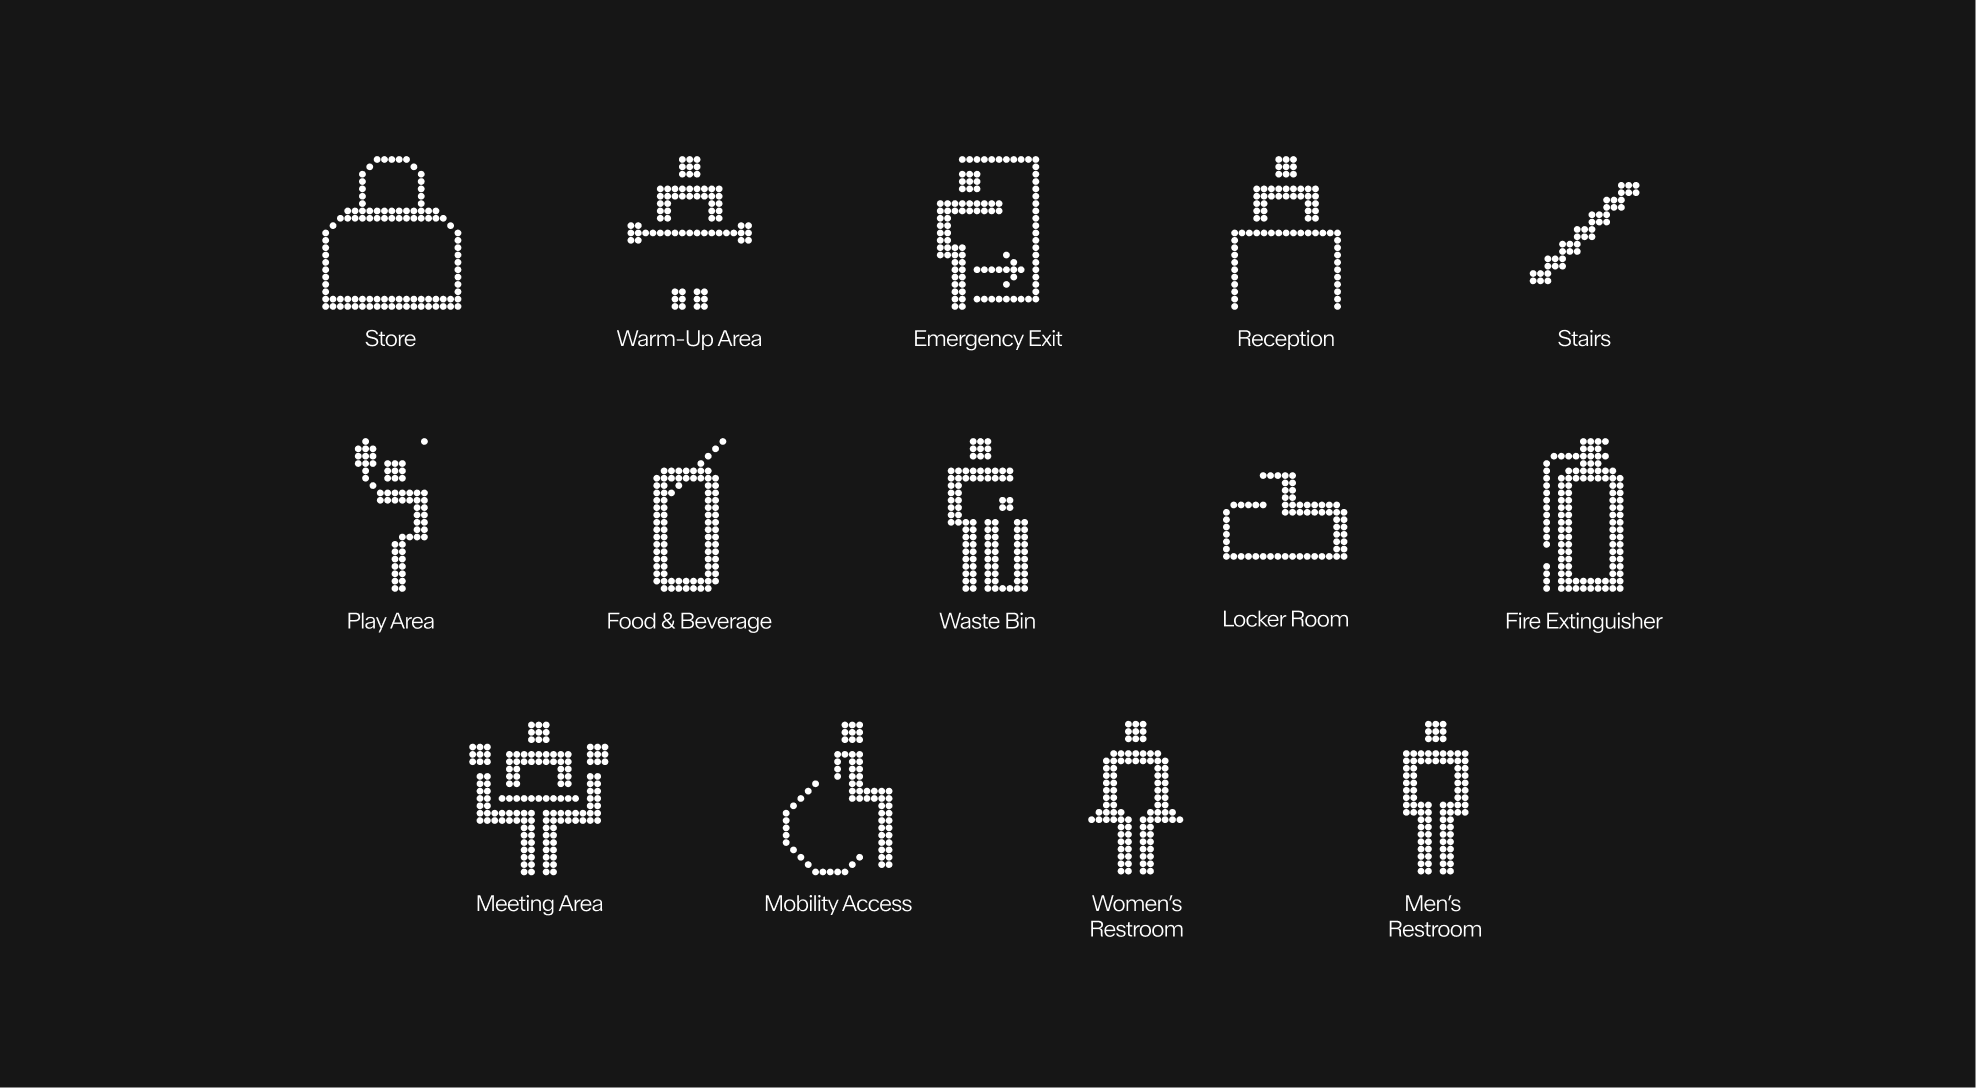 Store
Warm-Up Area
Emergency Exit
Reception
Stairs
Play Area
Food & Beverage
Waste Bin
Locker Room
Fire Extinguisher
Meeting Area
Mobility Access
Women’s
Restroom
Men’s
Restroom